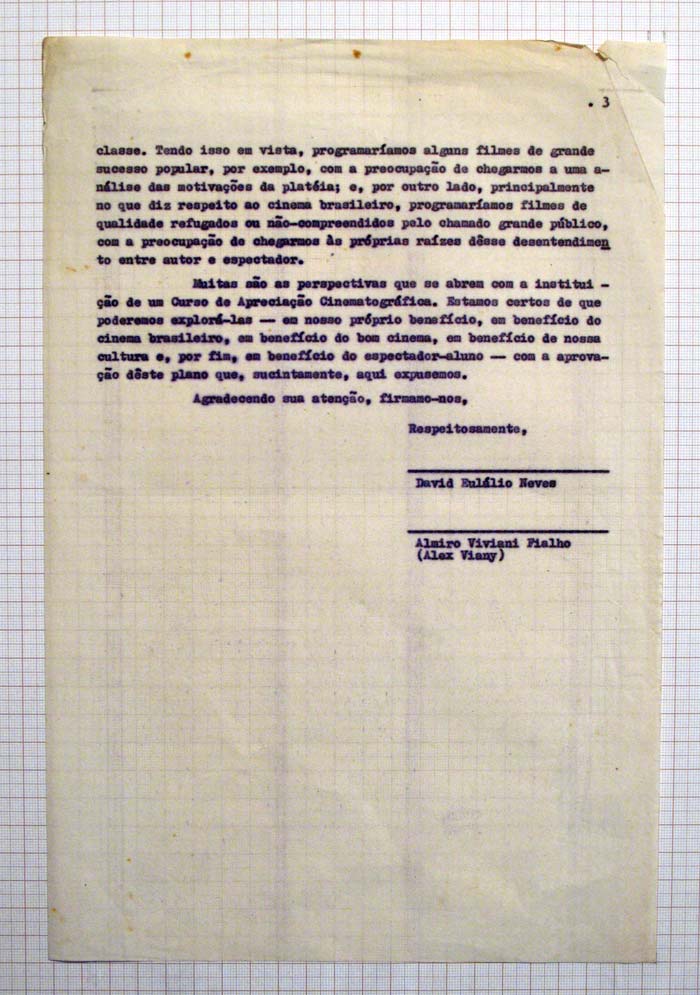 . 3
classe. Tendo isso em vista, programaríamos alguns filmes de grande
sucesso popular, por exemplo, com a preocupação de chegarmos a uma a-
nálise das motivações da platéia; e, por outro lado, principalmente
no que diz respeito ao cinema brasileiro, programaríamos filmes de
qualidade refugados ou não-compreendidos pelo chamado grande público,
com a preocupação de chegarmos às próprias raízes dêsse desentendimen
to entre autor e espectador.
Muitas são as perspectivas que se abrem com a institui -
ção de um Curso de Apreciação Cinematográfica. Estamos certos de que
poderemos explorá-las — em nosso próprio benefício, em benefício do
cinema brasileiro, em benefício do bom cinema, em benefício de nossa
cultura e, por fim, em benefício do espectador-aluno — com a aprova-
ção dêste plano que, sucintamente, aqui expusemos.
Agradecendo sua atenção, firmamo-nos,
Respeitosamente,
David Eulálio Neves
Almiro Viviani Fialho
(Alex Viany)